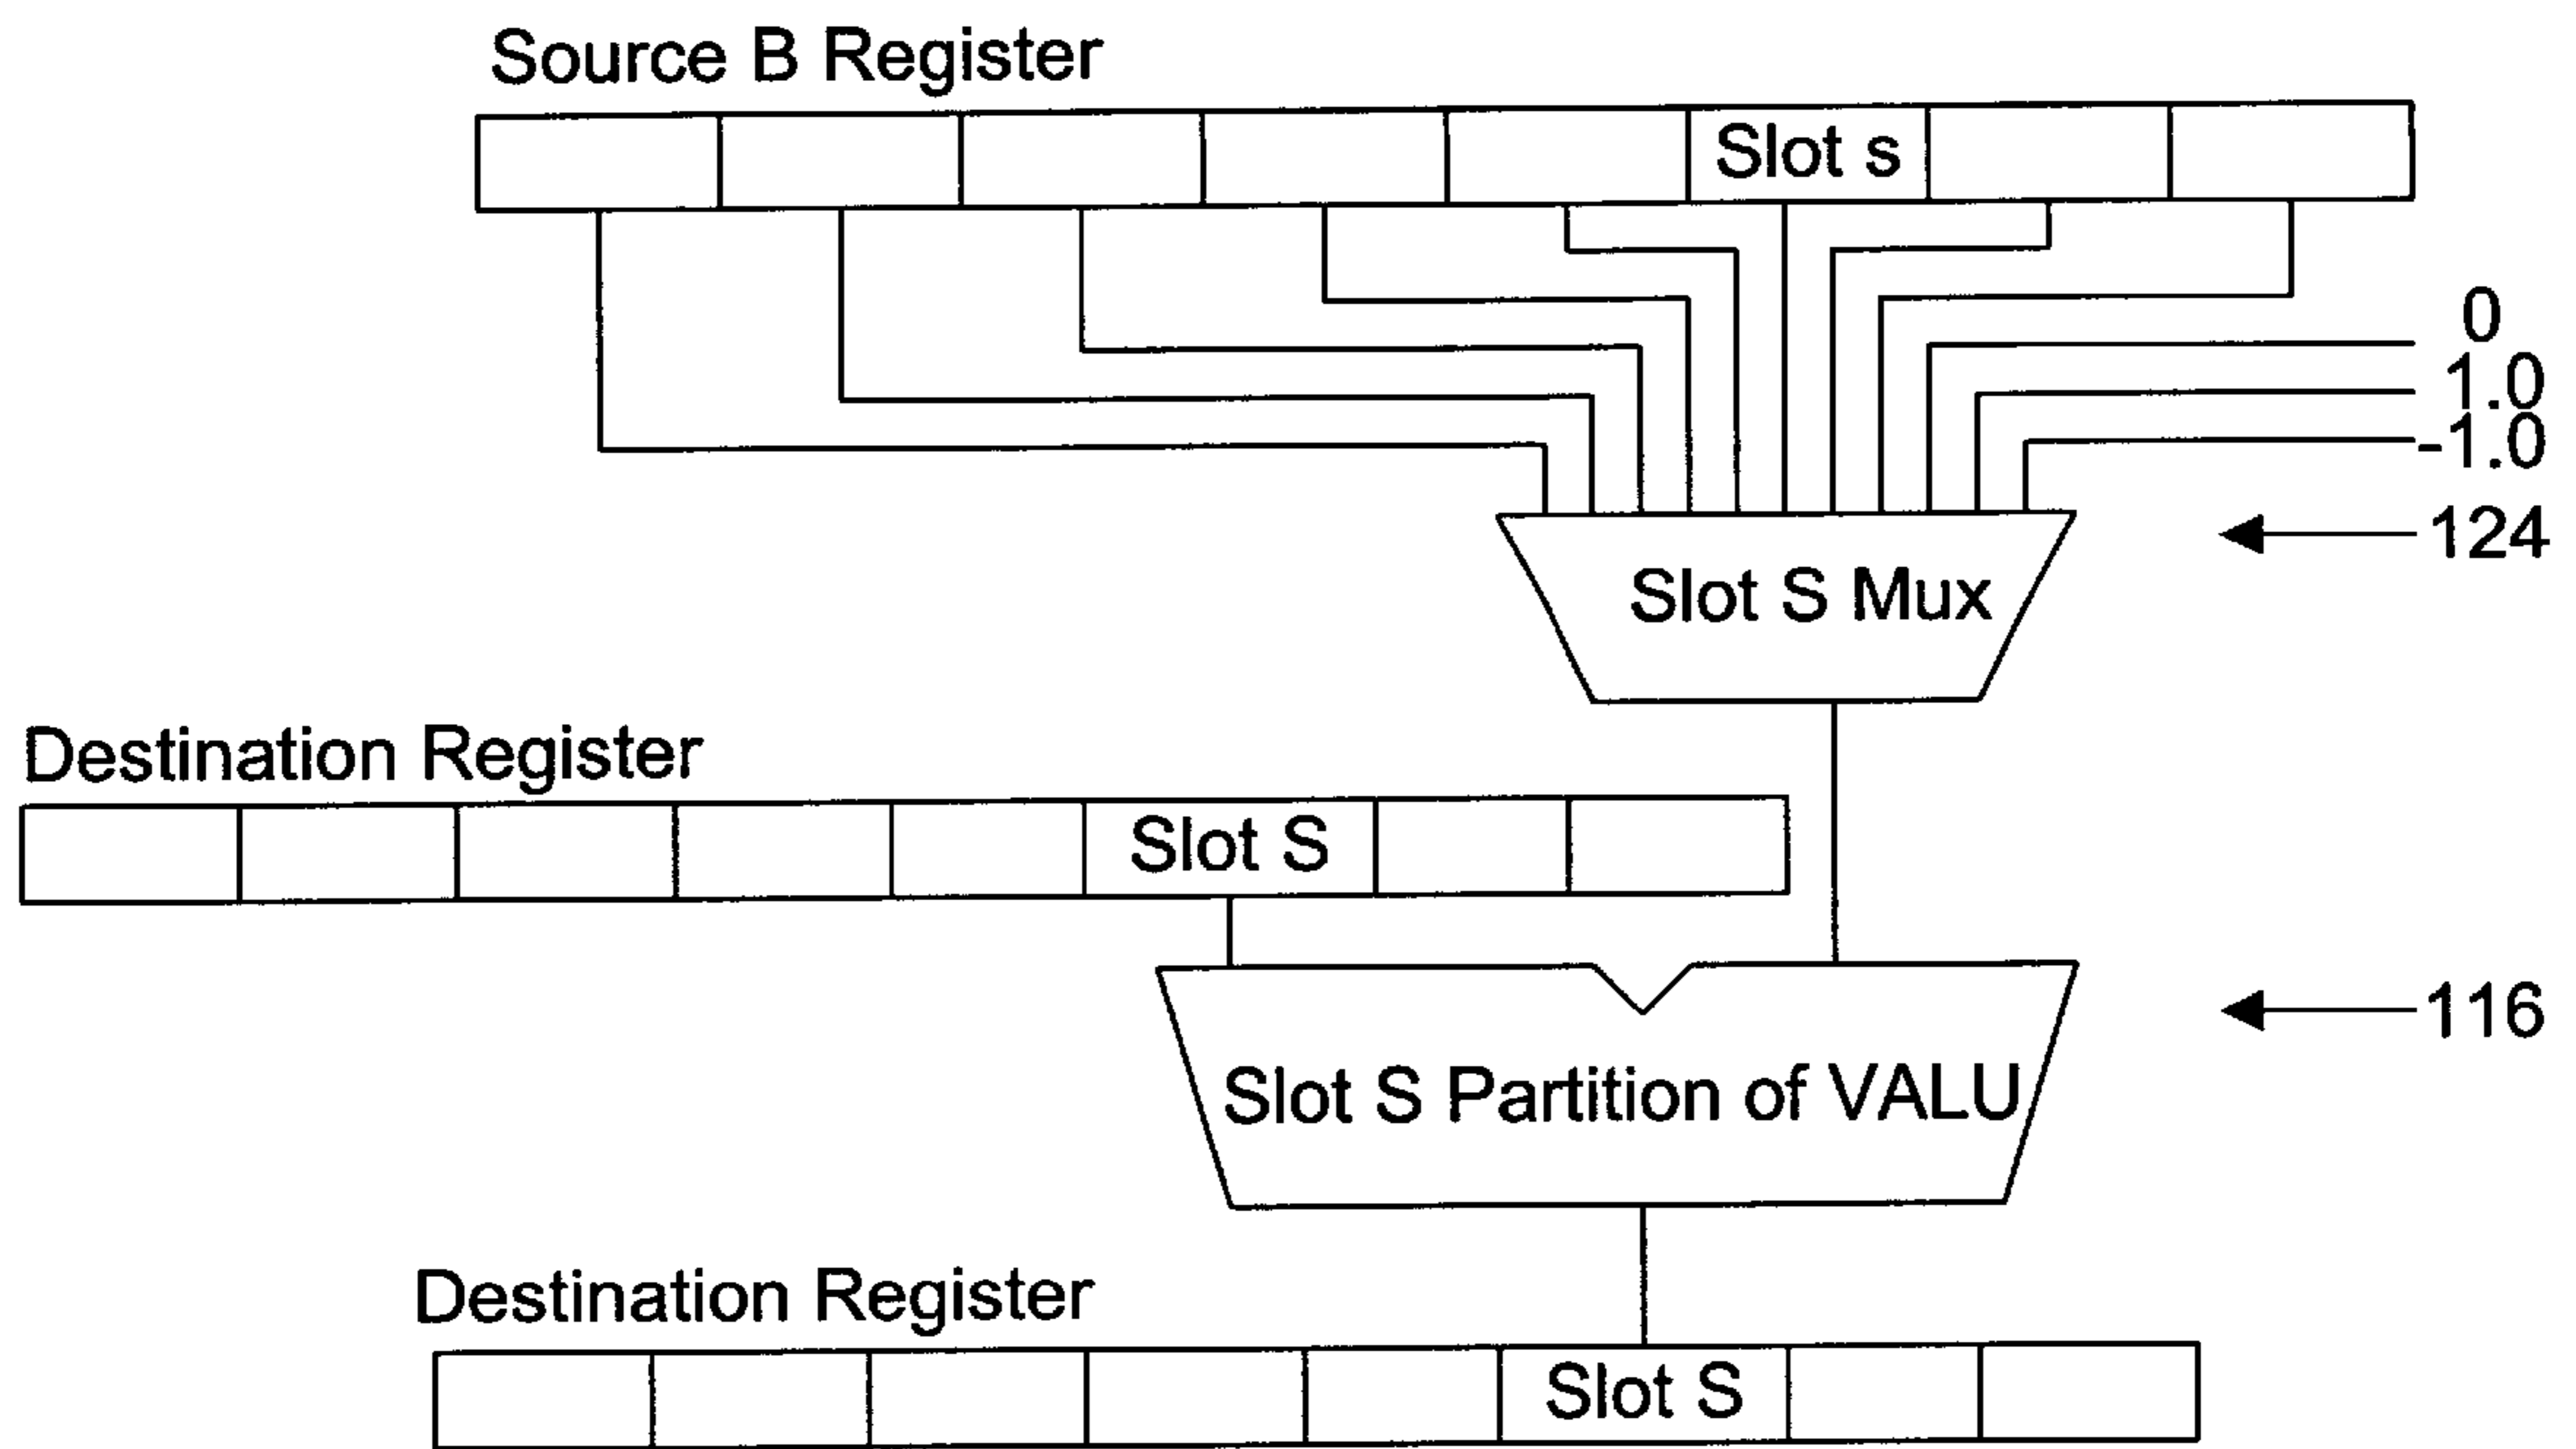 Source B Register
Slot s
0
1.0
-1.0
124
Slot S Mux
Destination Register
Slot S
116
Slot S Partition of VALU
Destination Register
Slot S